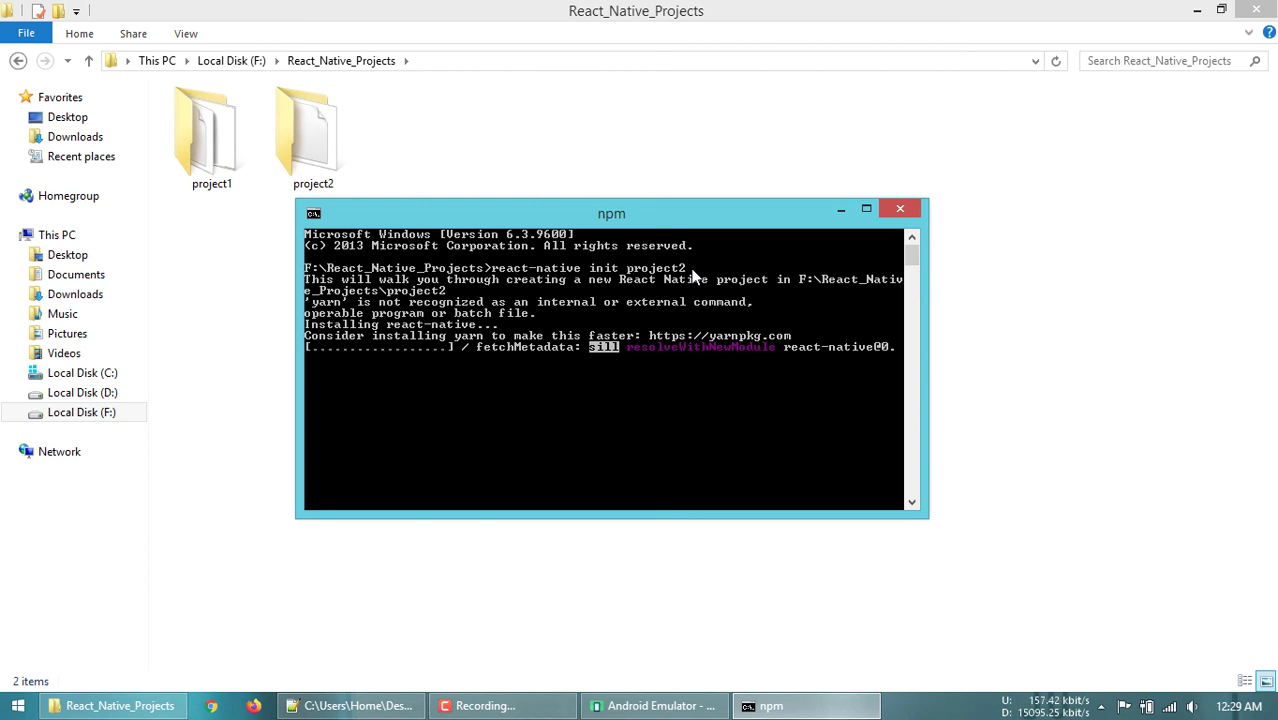 React_Native_Projects
File
Home
Share
View
This PC
Local Disk (F:)
React_Native_Projects
Search React_Native_Projects
Favorites
Desktop
Downloads
Recent places
Homegroup
This PC
Desktop
Documents
Downloads
Music
Pictures
Videos
Local Disk (C:)
Local Disk (D:)
Local Disk (F:)
Network
project1
project2
npm
Microsoft Windows [Version 6.3.9600]
(c) 2013 Microsoft Corporation. All rights reserved.
F:\React_Native_Projects>react-native init project2
This will walk you through creating a new React Native project in F:\React_Nativ
e_Projects\project2
'yarn' is not recognized as an internal or external command,
operable program or batch file.
Installing react-native...
Consider installing yarn to make this faster: https://yarnpkg.com
[..................] / fetchMetadata: sill resolveWithNewModule react-native@0.
2 items
React_Native_Projects
C:\Users\Home\Des...
Recording...
Android Emulator - ...
npm
U: 157.42 kbit/s
D: 15095.25 kbit/s
12:29 AM